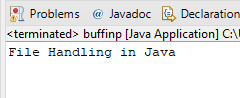 Problems @ Javadoc Declaration
<terminated> buffinp [Java Application] C:\
File Handling in Java